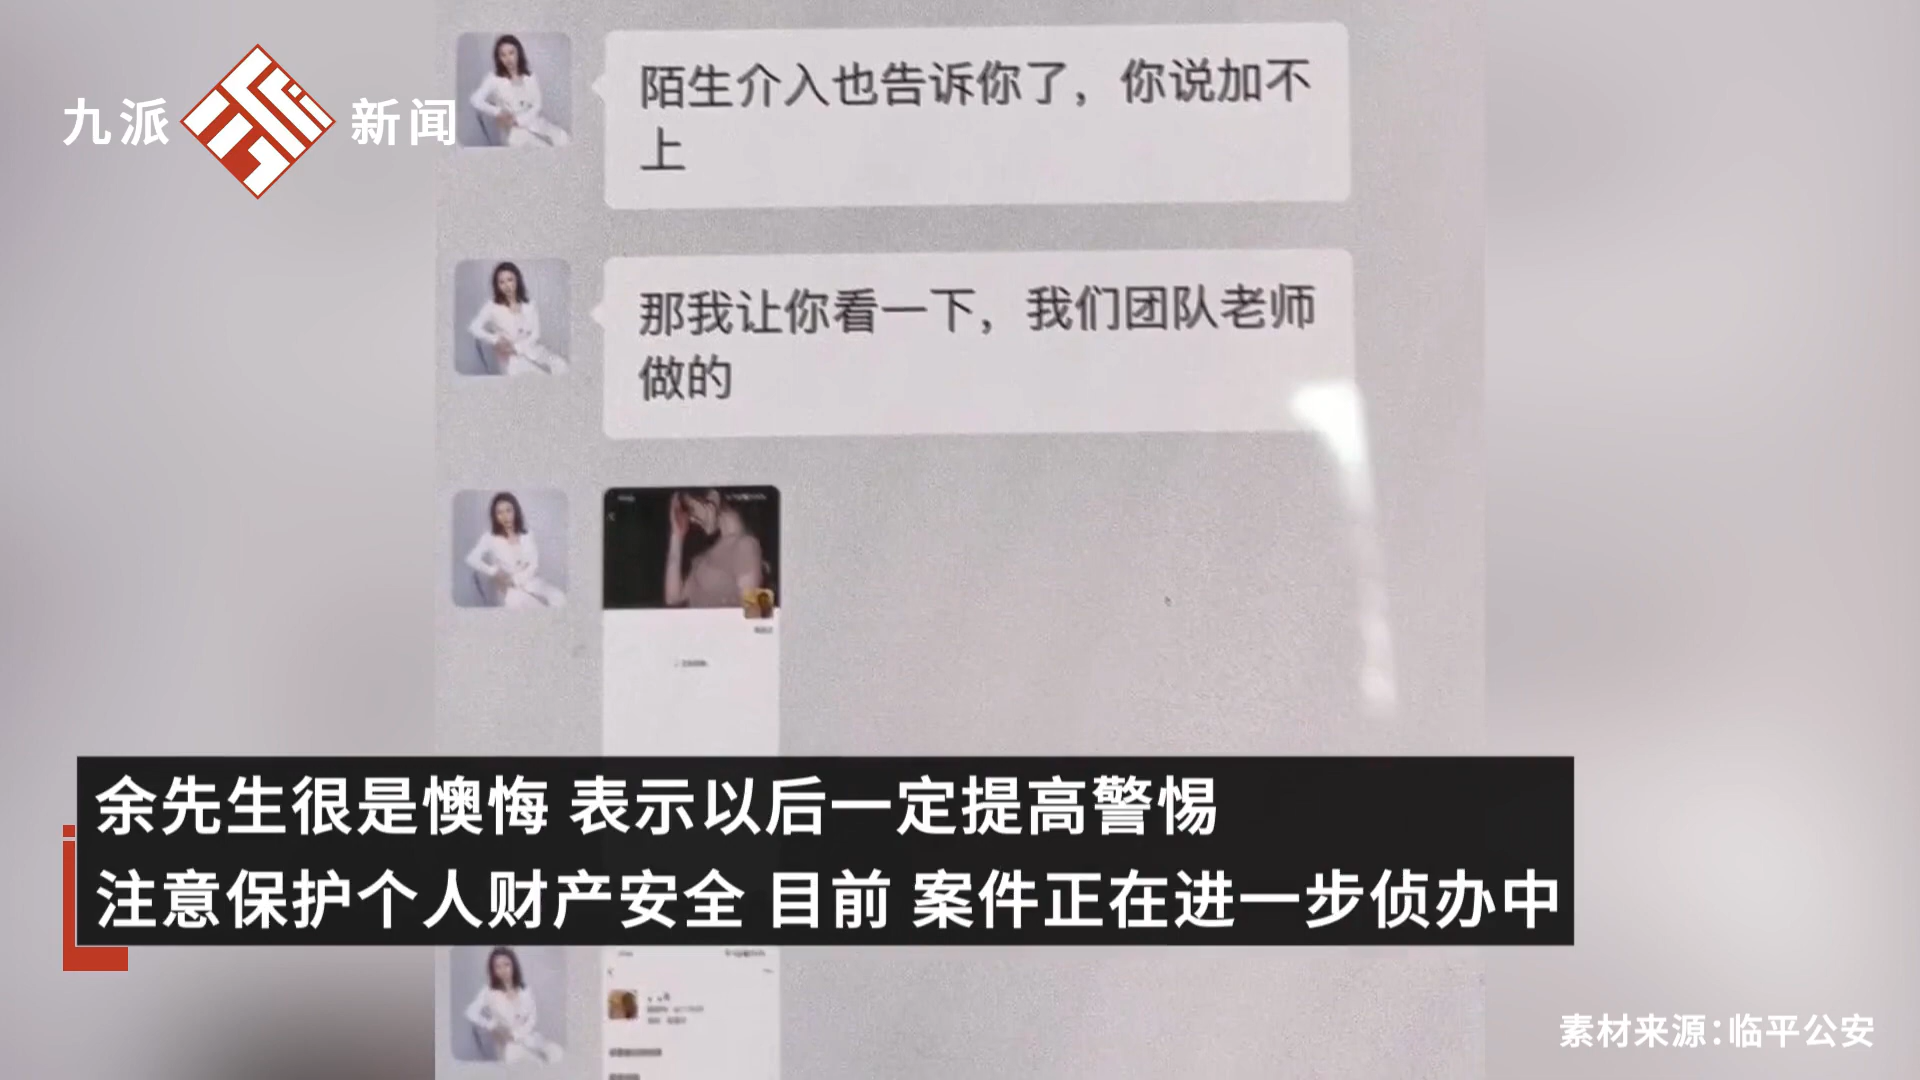 九派 新闻
陌生介入也告诉你了，你说加不
上
那我让你看一下，我们团队老师
做的
余先生很是懊悔 表示以后一定提高警惕
注意保护个人财产安全 目前 案件正在进一步侦办中
素材来源:临平公安